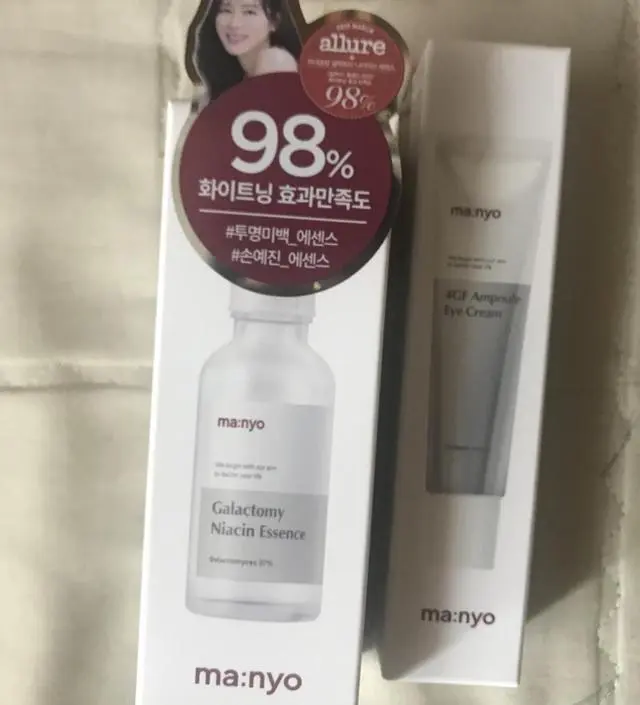 allure
98%
98%
화이트닝 효과만족도
#투명미백_에센스
#손예진_에센스
ma:nyo
Galactomy
Niacin Essence
Galactomyces 97%
ma:nyo
ma:nyo
4GF Ampoule
Eye Cream
ma:nyo